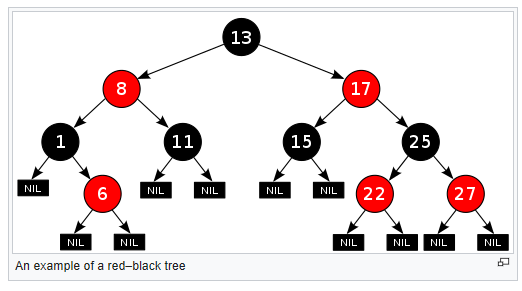 13
8 17
1 11 15 25
NIL 6 NIL NIL NIL NIL 22 27
NIL NIL NIL NIL NIL NIL
An example of a red–black tree